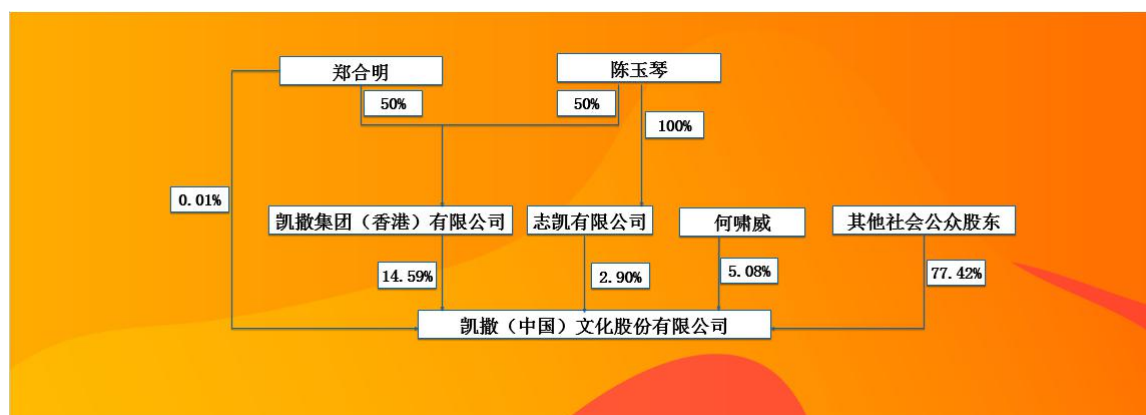 郑合明
陈玉琴
50%
50%
100%
0.01%
凯撒集团（香港）有限公司
志凯有限公司
何啸威
其他社会公众股东
14.59%
2.90%
5.08%
77.42%
凯撒（中国）文化股份有限公司